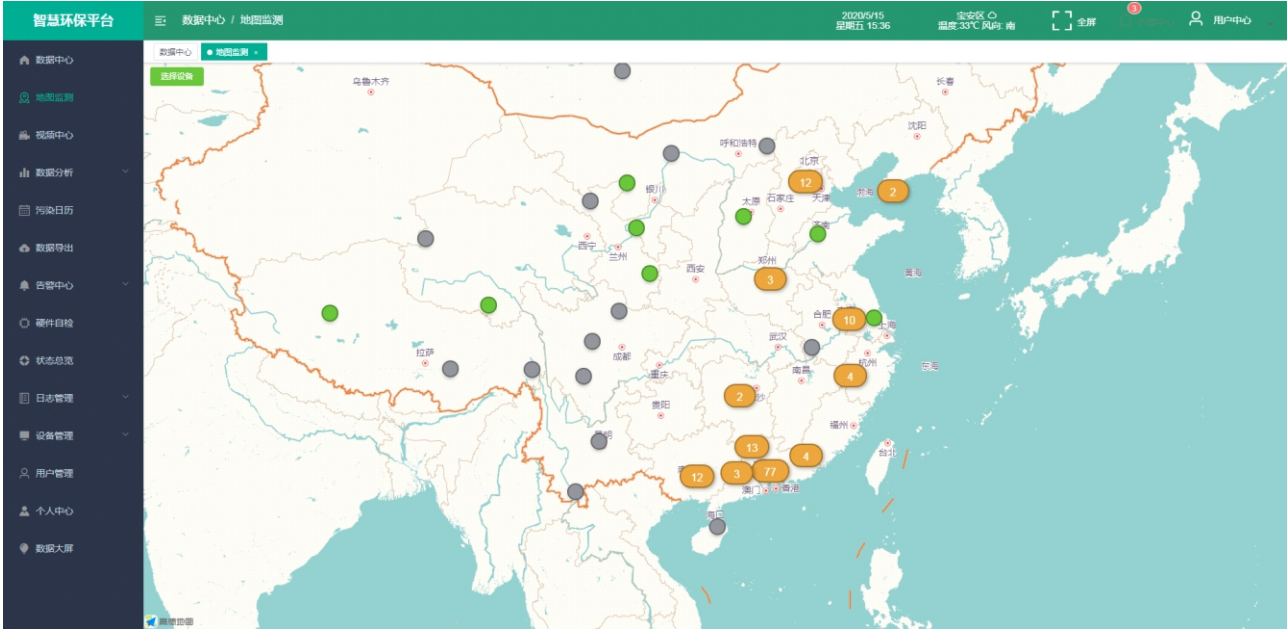 智慧环保平台
数据中心 / 地图监测
2020/5/15
星期五 15:36
宝安区
温度:33℃ 风向: 南
全屏
3
用户中心
数据中心
地图监测
视频中心
数据分析
污染日历
数据导出
告警中心
硬件自检
状态总览
日志管理
设备管理
用户管理
个人中心
数据大屏
数据中心
地图监测 ×
选择设备
乌鲁木齐
长春
沈阳
呼和浩特
北京
12
天津
渤海
2
银川
太原
石家庄
济南
西宁
兰州
西安
郑州
3
黄海
合肥
10
上海
武汉
杭州
东海
拉萨
成都
重庆
南昌
4
2
沙
贵阳
福州
台北
明
13
4
12
3
77
澳门
香港
海口
高德地图